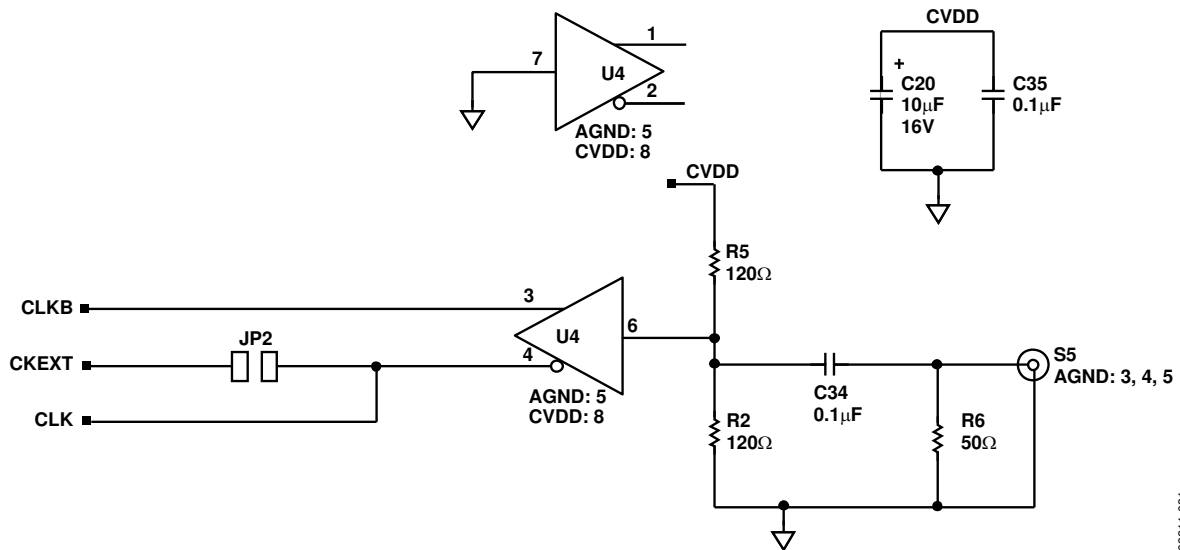 CVDD
1
7
U4
2
AGND: 5
CVDD: 8
+
C20
10µF
16V
C35
0.1µF
CVDD
R5
120Ω
CLKB
3
6
U4
JP2
CKEXT
4
S5
AGND: 3, 4, 5
AGND: 5
CVDD: 8
C34
0.1µF
CLK
R2
120Ω
R6
50Ω